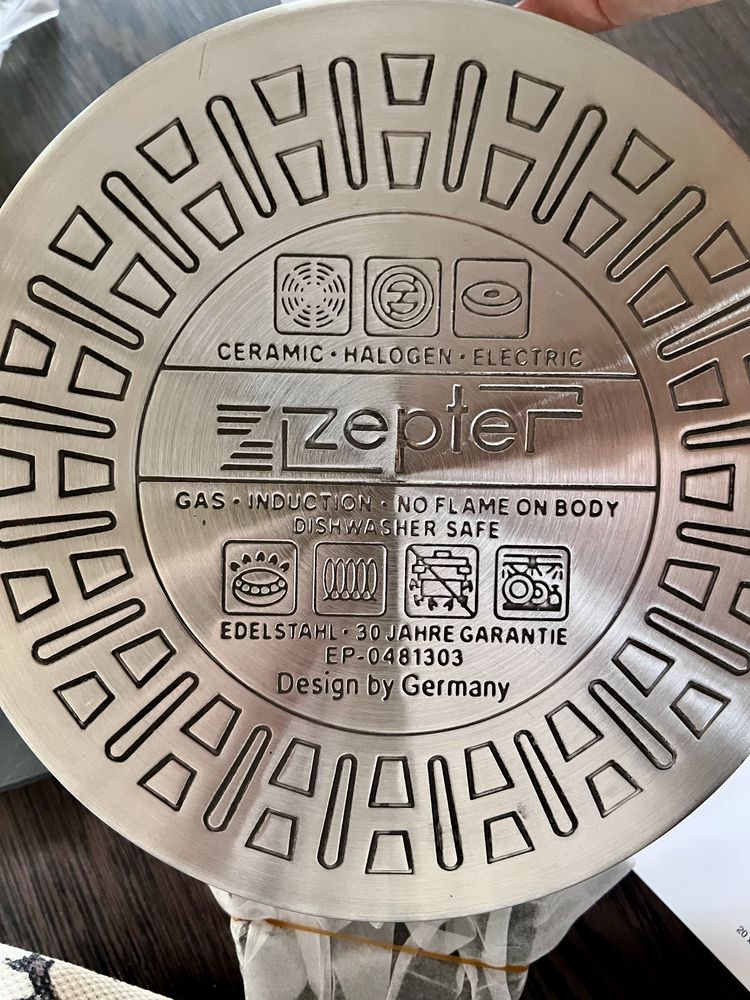 CERAMIC · HALOGEN · ELECTRIC
zepter
GAS · INDUCTION · NO FLAME ON BODY
DISHWASHER SAFE
EDELSTAHL · 30 JAHRE GARANTIE
EP-0481303
Design by Germany
20